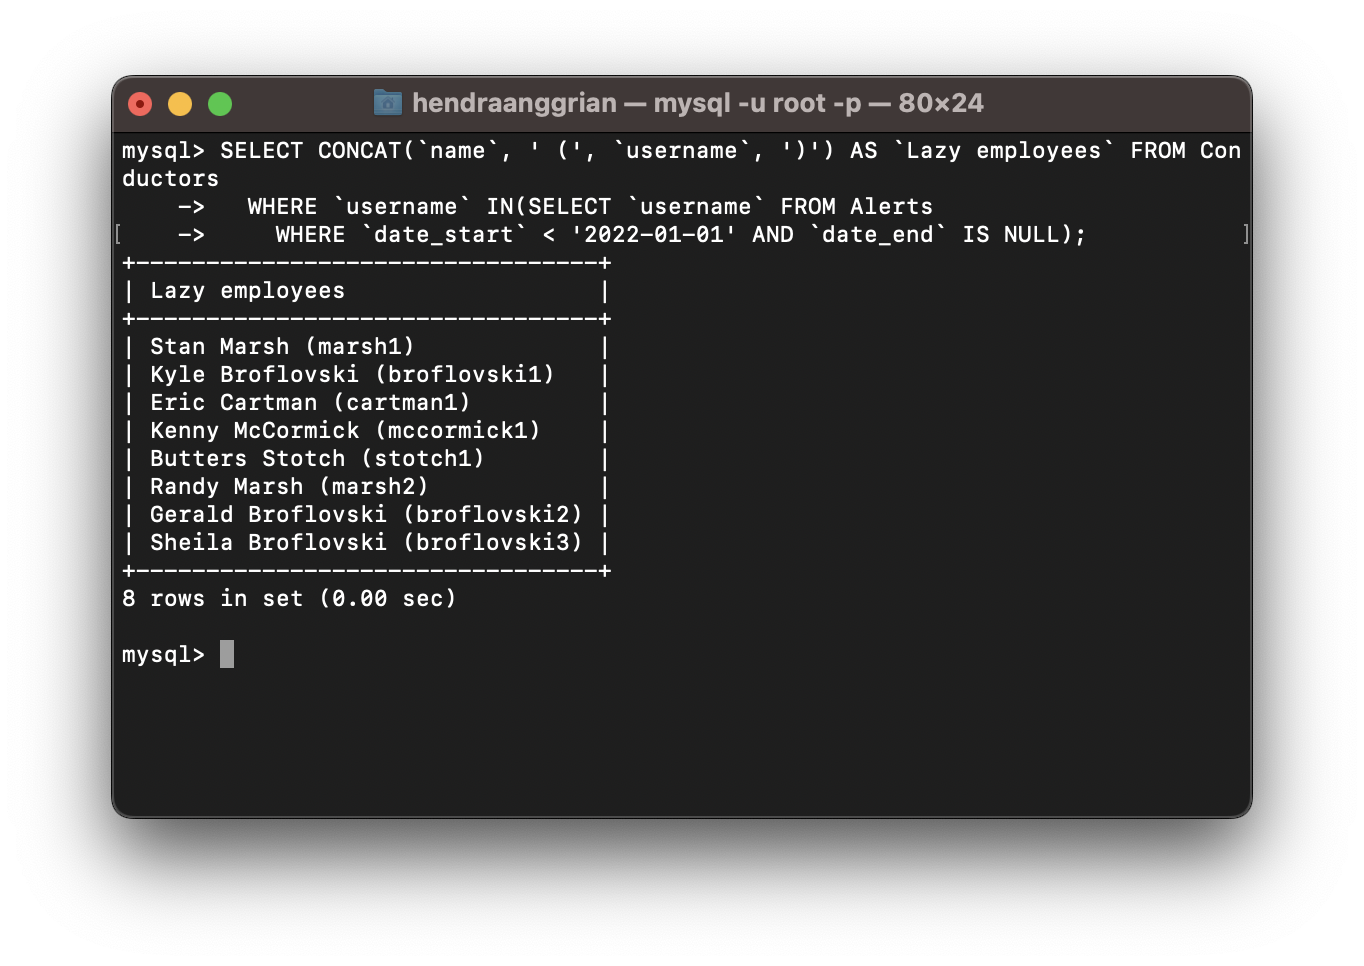 hendraanggrian — mysql -u root -p — 80×24
mysql> SELECT CONCAT(`name`, ' (', `username`, ')') AS `Lazy employees` FROM Con
ductors
    ->   WHERE `username` IN(SELECT `username` FROM Alerts
[    ->     WHERE `date_start` < '2022-01-01' AND `date_end` IS NULL);           ]
+---------------------------------+
| Lazy employees                  |
+---------------------------------+
| Stan Marsh (marsh1)             |
| Kyle Broflovski (broflovski1)   |
| Eric Cartman (cartman1)         |
| Kenny McCormick (mccormick1)    |
| Butters Stotch (stotch1)        |
| Randy Marsh (marsh2)            |
| Gerald Broflovski (broflovski2) |
| Sheila Broflovski (broflovski3) |
+---------------------------------+
8 rows in set (0.00 sec)
mysql>